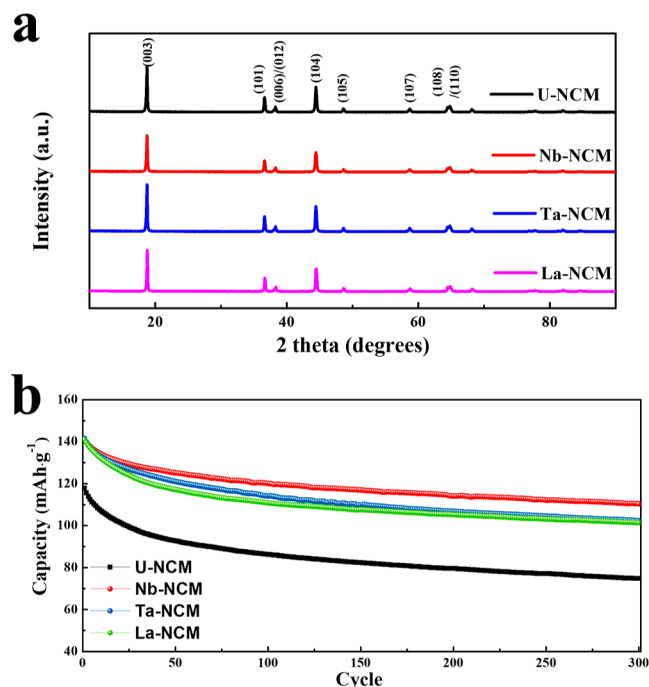 a
(003)
(101)
(006)/(012)
(104)
(105)
(107)
(108)
/(110)
U-NCM
Nb-NCM
Ta-NCM
La-NCM
Intensity (a.u.)
20
40
60
80
2 theta (degrees)
b
160
140
120
100
80
60
40
Capacity (mAh·g⁻¹)
U-NCM
Nb-NCM
Ta-NCM
La-NCM
0
50
100
150
200
250
300
Cycle